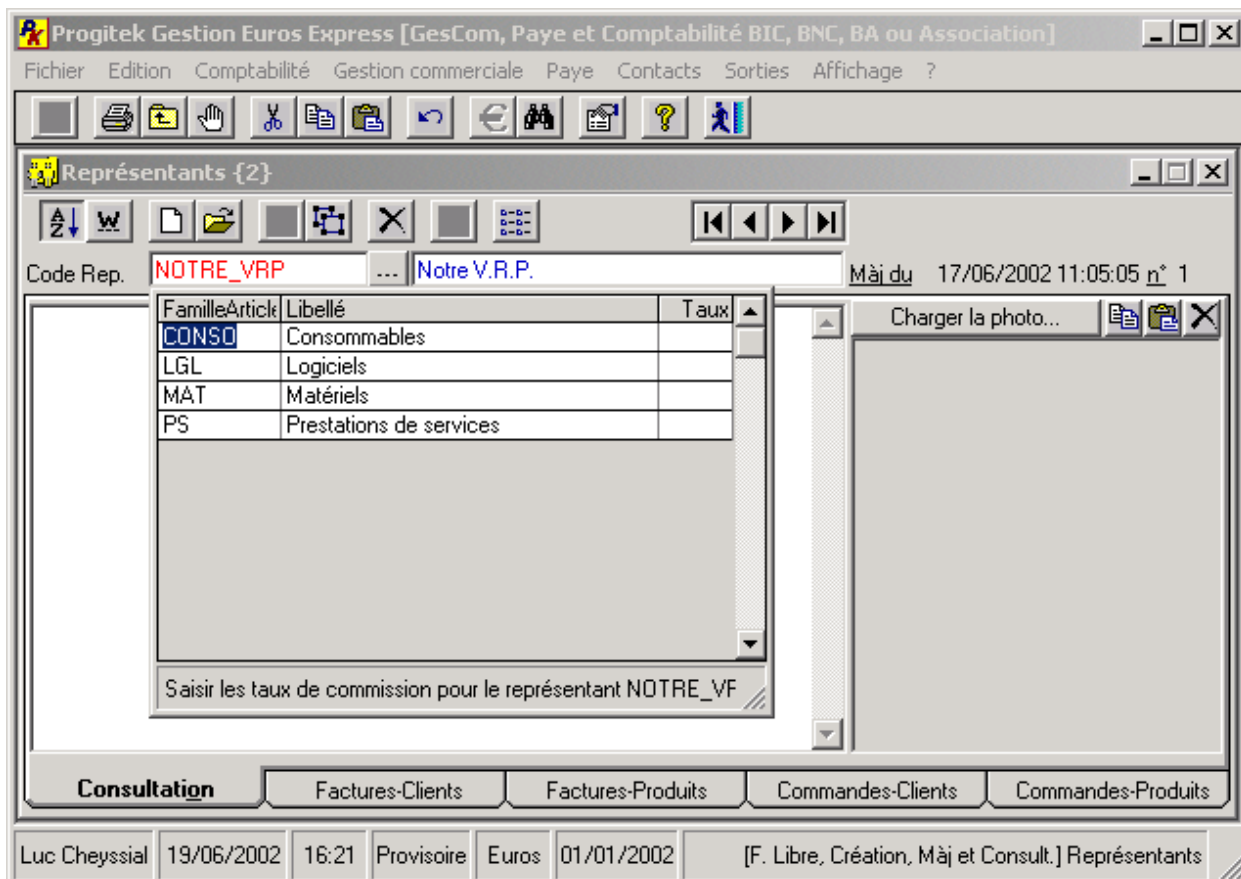 Progitek Gestion Euros Express [GesCom, Paye et Comptabilité BIC, BNC, BA ou Association]
Fichier Edition Comptabilité Gestion commerciale Paye Contacts Sorties Affichage ?
Représentants {2}
Code Rep. NOTRE_VRP ... Notre V.R.P. Màj du 17/06/2002 11:05:05 n° 1
FamilleArticle Libellé Taux
Charger la photo...
CONSO Consommables
LGL Logiciels
MAT Matériels
PS Prestations de services
Saisir les taux de commission pour le représentant NOTRE_VF
Consultation Factures-Clients Factures-Produits Commandes-Clients Commandes-Produits
Luc Cheyssial 19/06/2002 16:21 Provisoire Euros 01/01/2002 [F. Libre, Création, Màj et Consult.] Représentants